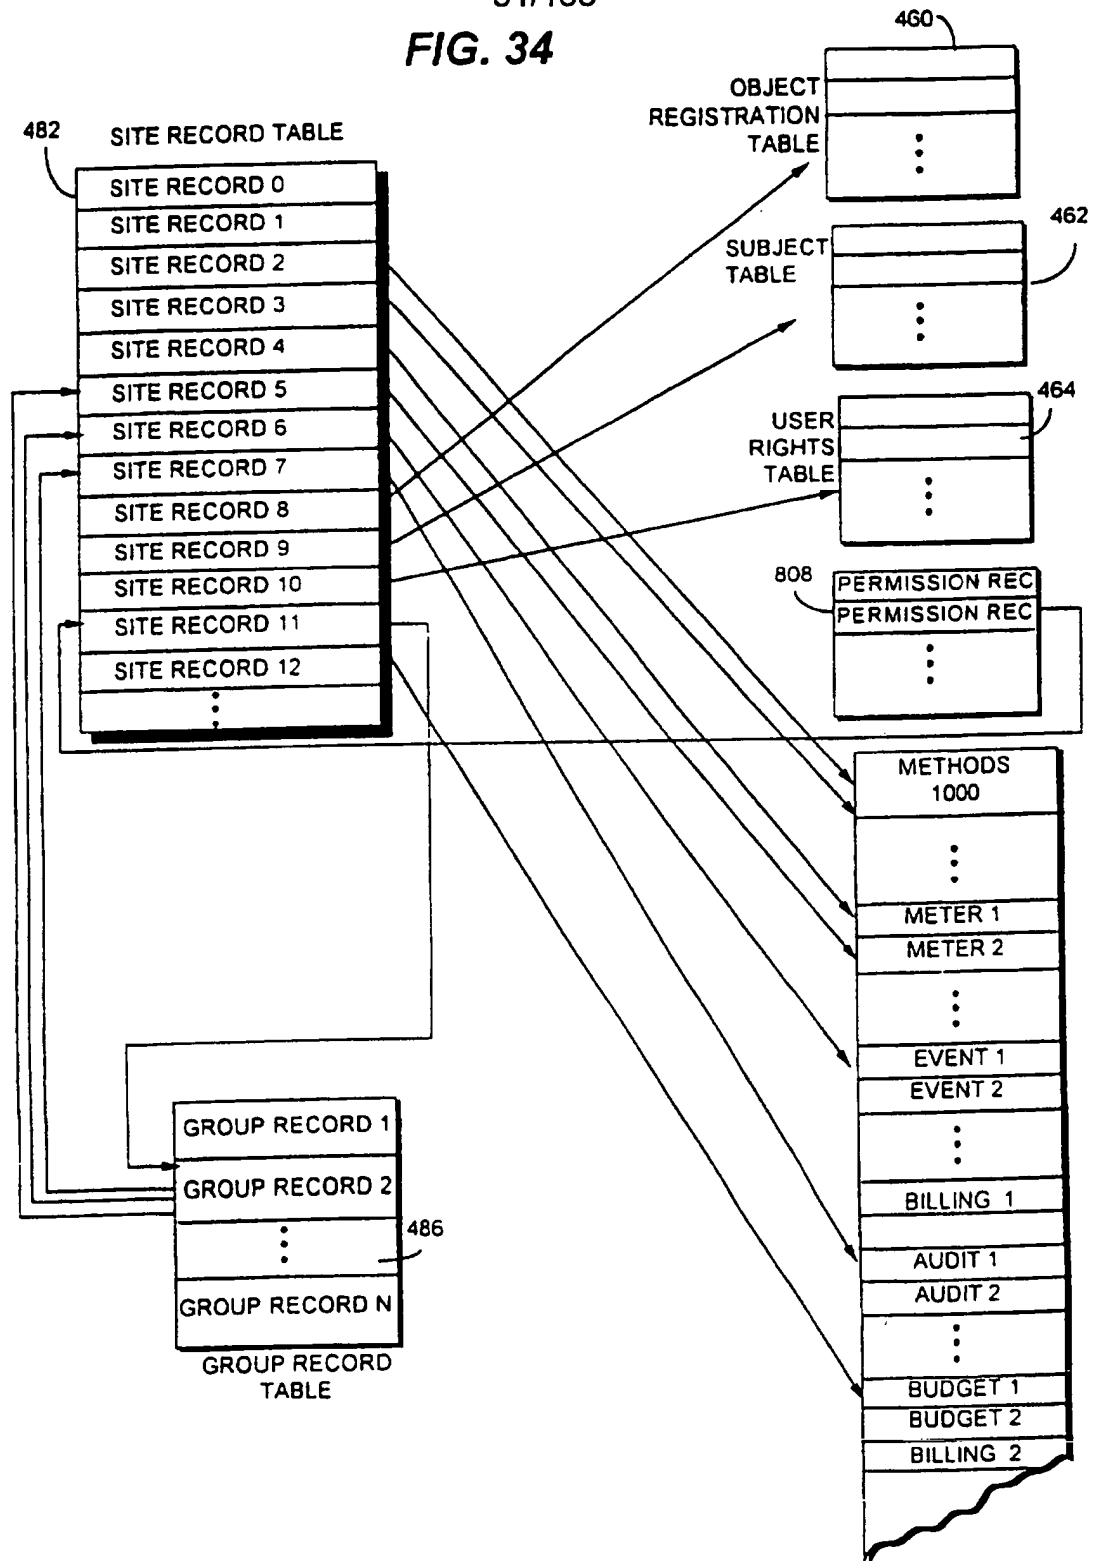 FIG. 34
460
OBJECT
REGISTRATION
TABLE
482
SITE RECORD TABLE
SITE RECORD 0
SITE RECORD 1
SITE RECORD 2
SITE RECORD 3
SITE RECORD 4
SITE RECORD 5
SITE RECORD 6
SITE RECORD 7
SITE RECORD 8
SITE RECORD 9
SITE RECORD 10
SITE RECORD 11
SITE RECORD 12
462
SUBJECT
TABLE
464
USER
RIGHTS
TABLE
808
PERMISSION REC
PERMISSION REC
METHODS
1000
METER 1
METER 2
EVENT 1
EVENT 2
BILLING 1
AUDIT 1
AUDIT 2
BUDGET 1
BUDGET 2
BILLING 2
GROUP RECORD 1
GROUP RECORD 2
486
GROUP RECORD N
GROUP RECORD
TABLE